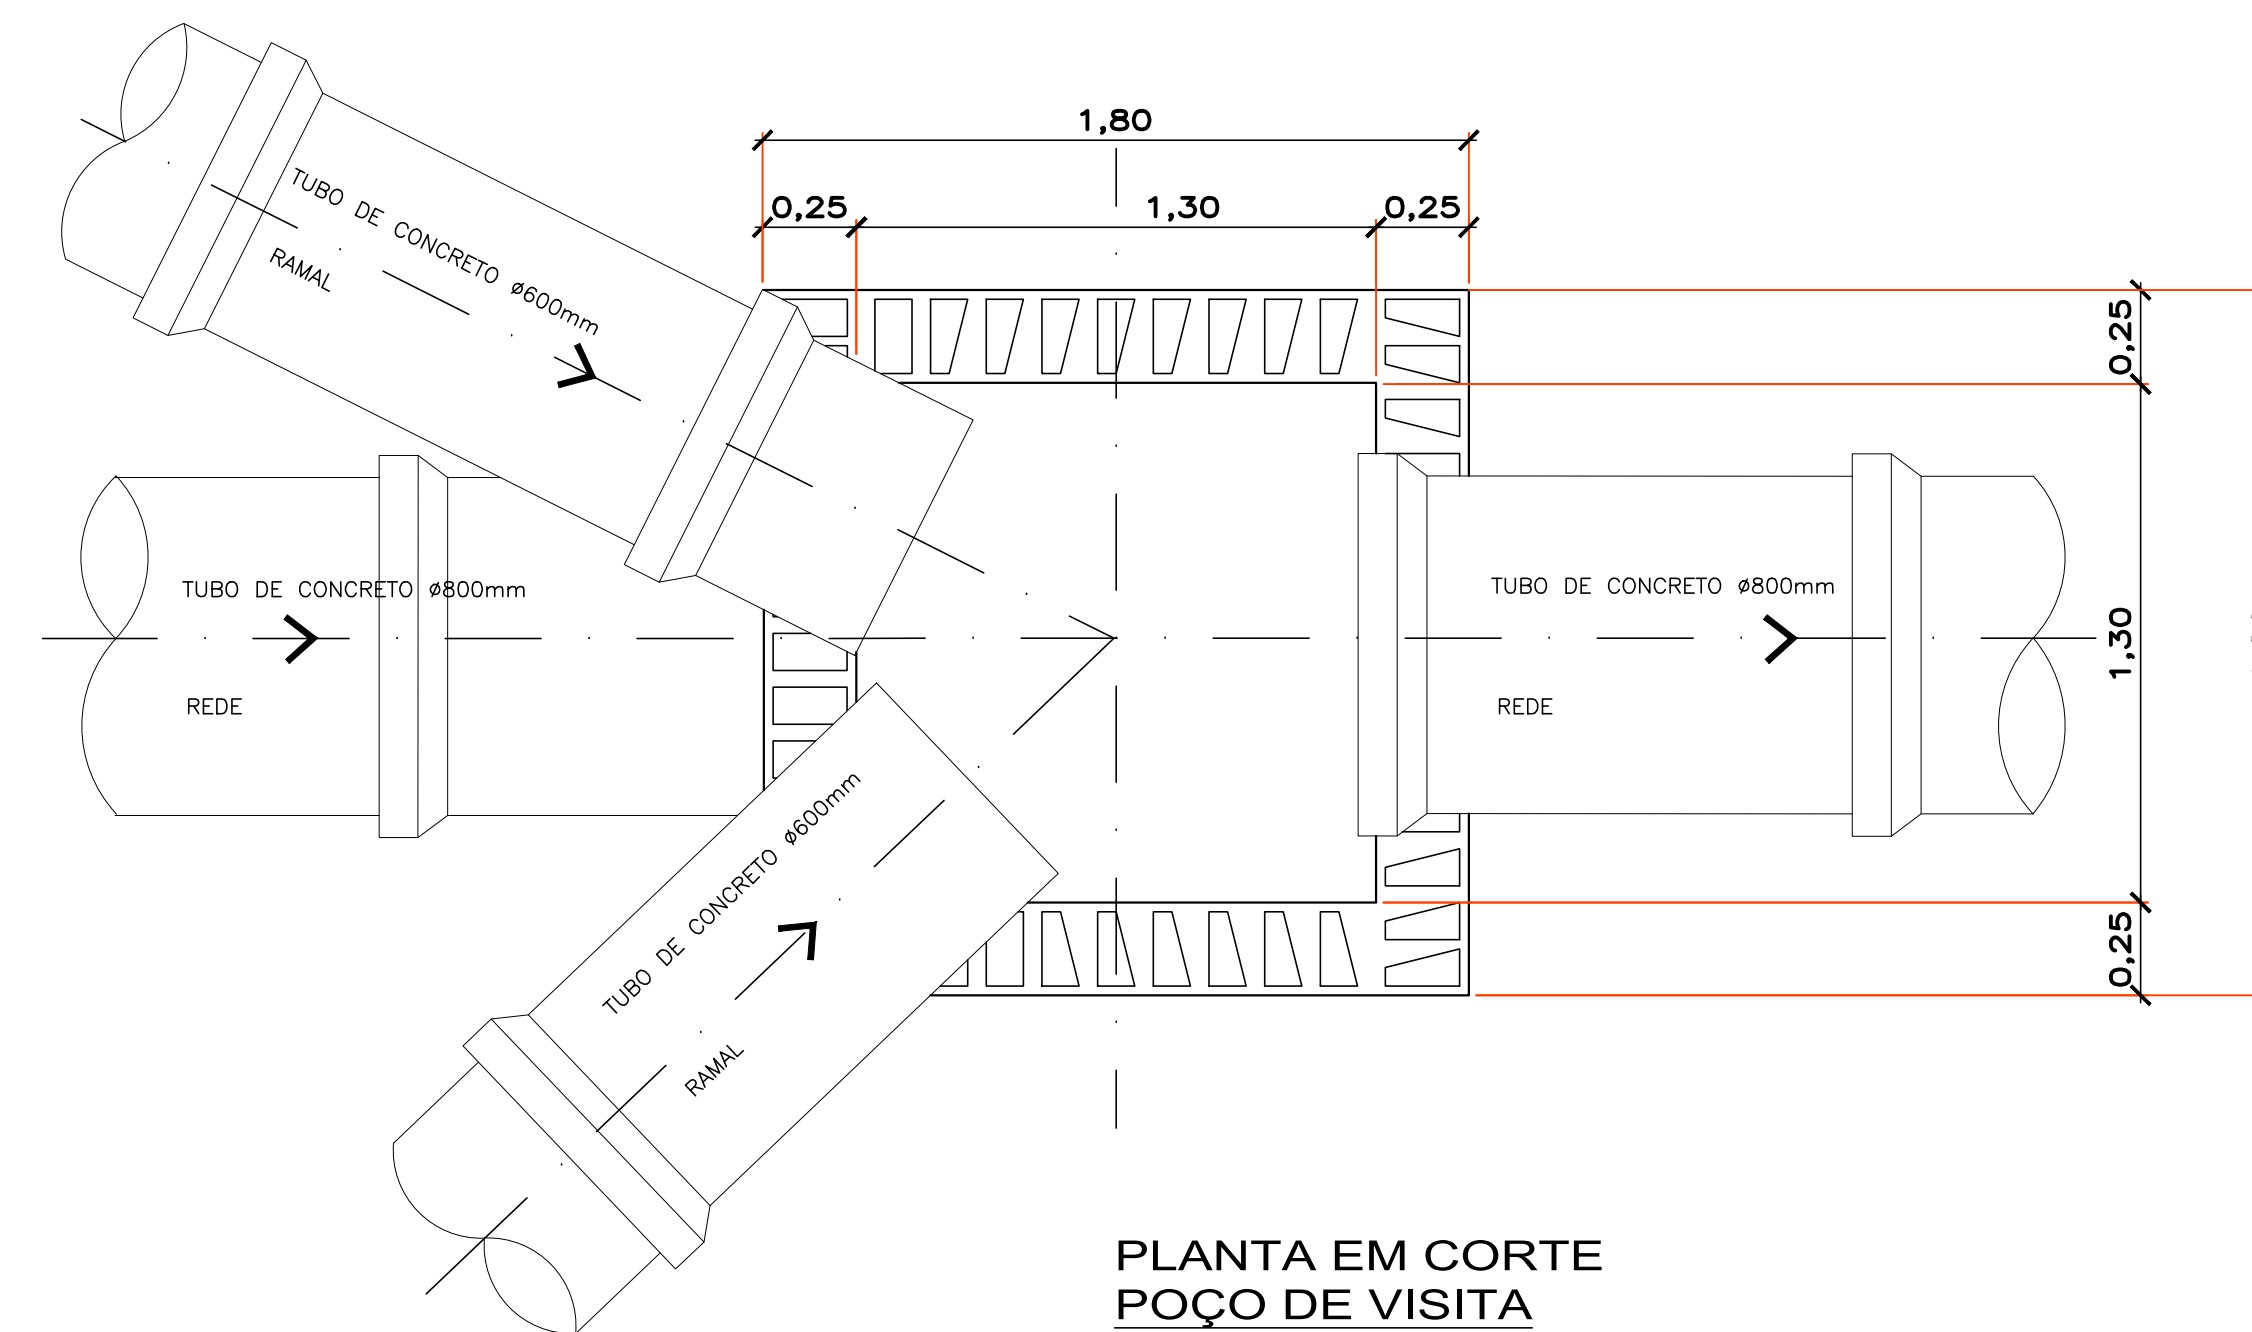 1,80
0,25
1,30
0,25
TUBO DE CONCRETO ø600mm
RAMAL
0,25
TUBO DE CONCRETO ø800mm
REDE
TUBO DE CONCRETO ø800mm
REDE
1,30
TUBO DE CONCRETO ø600mm
RAMAL
0,25
PLANTA EM CORTE
POÇO DE VISITA